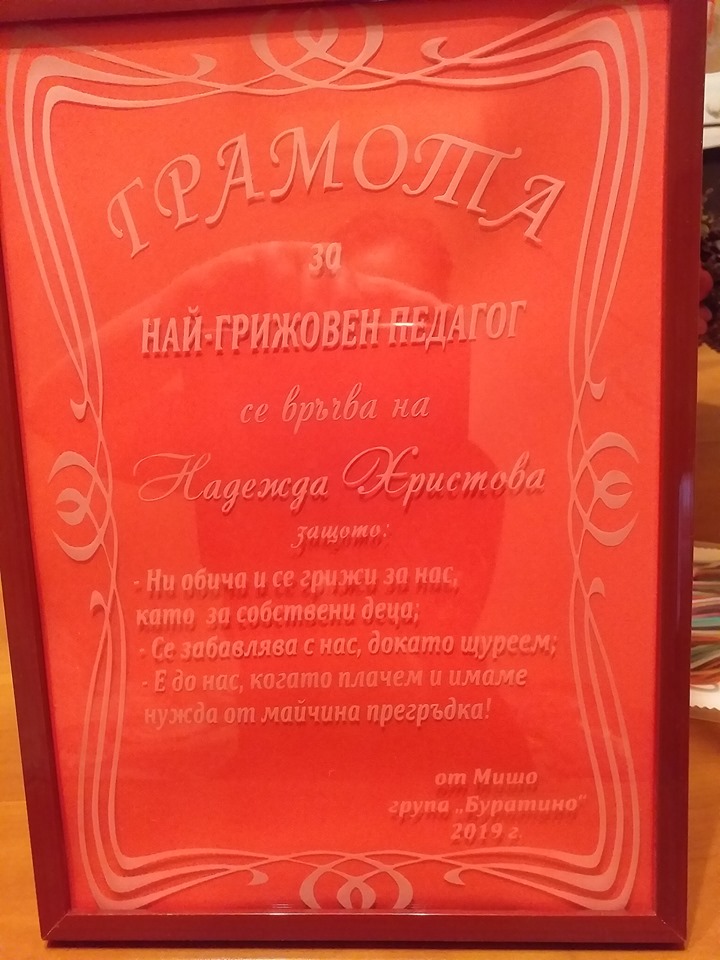 ГРАМОТА
за
НАЙ-ГРИЖОВЕН ПЕДАГОГ
се връчва на
Надежда Христова
защото:
- Ни обича и се грижи за нас,
като за собствени деца;
- Се забавлява с нас, докато щуреем;
- Е до нас, когато плачем и имаме
нужда от майчина прегръдка!
от Мишо
група „Буратино“
2019 г.